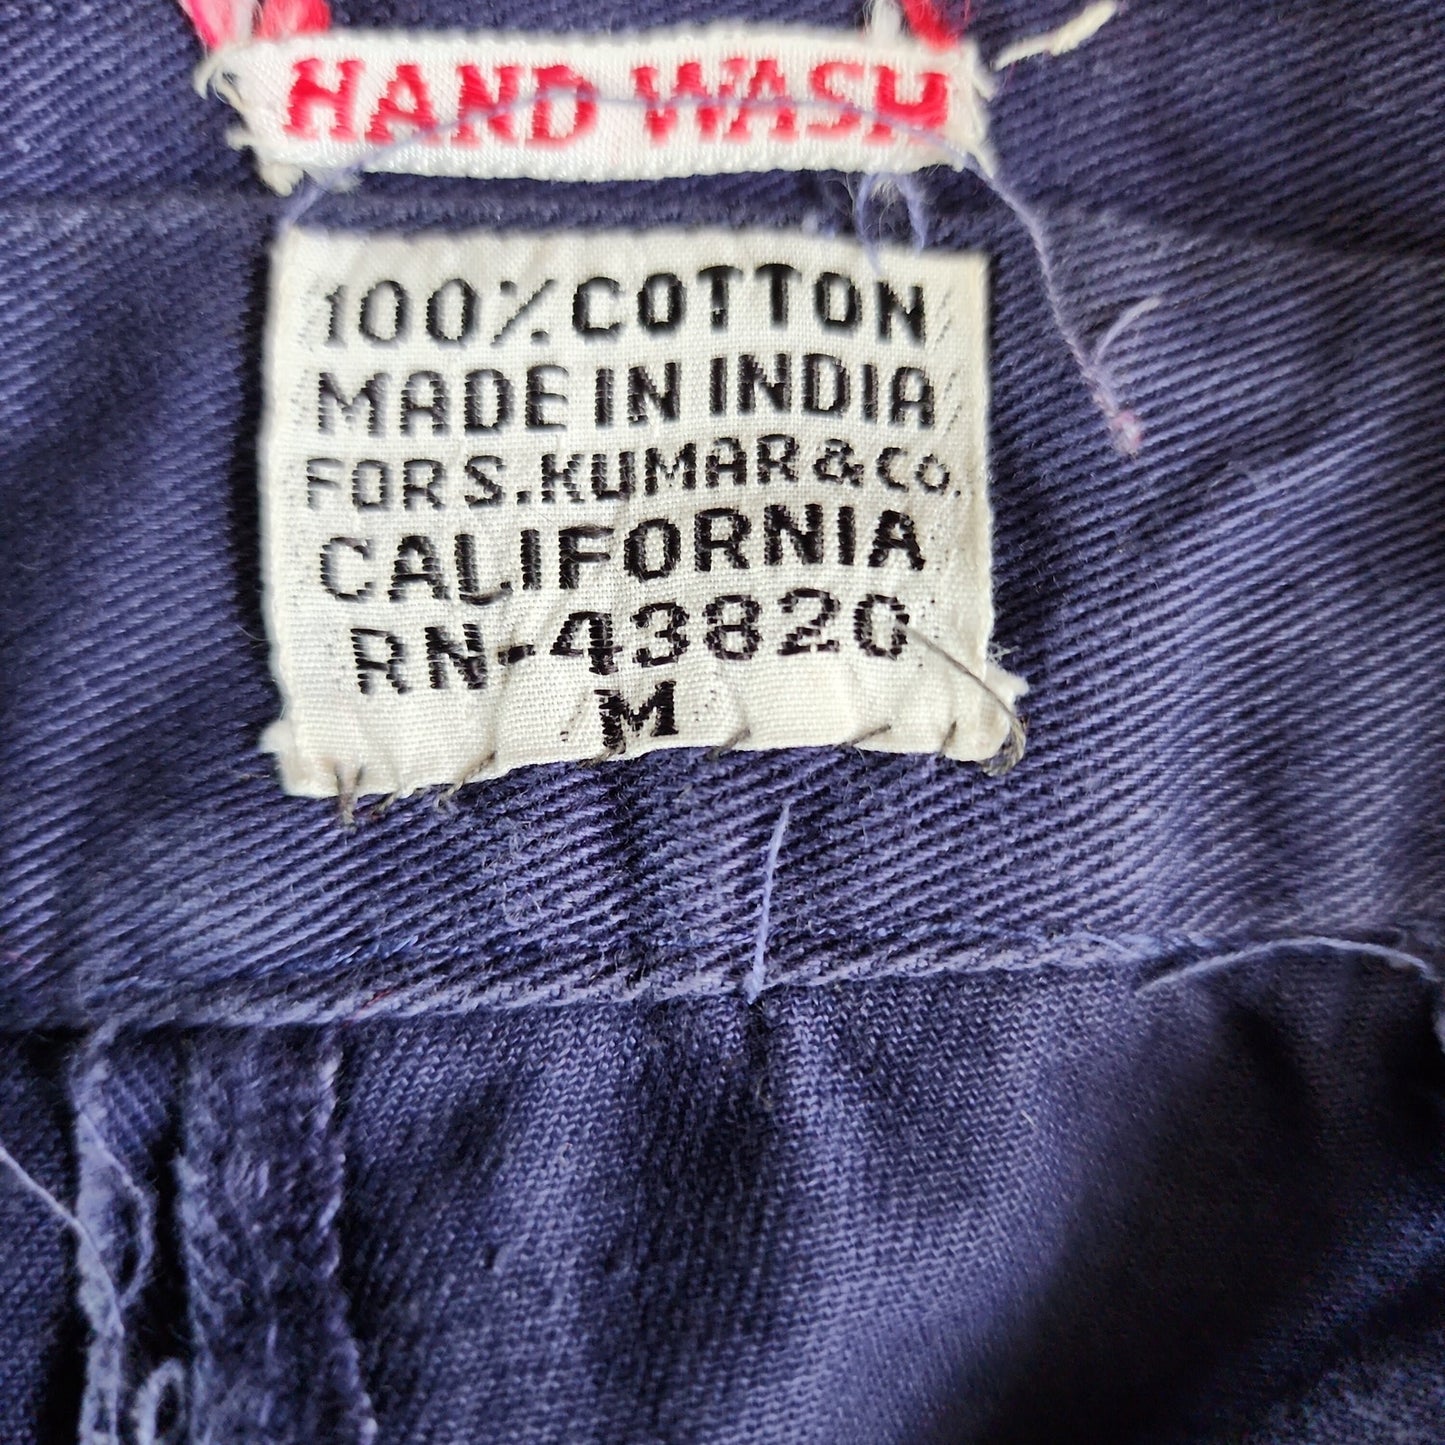 HAND WASH
100% COTTON
MADE IN INDIA
FOR S. KUMAR & CO.
CALIFORNIA
RN-43820
M